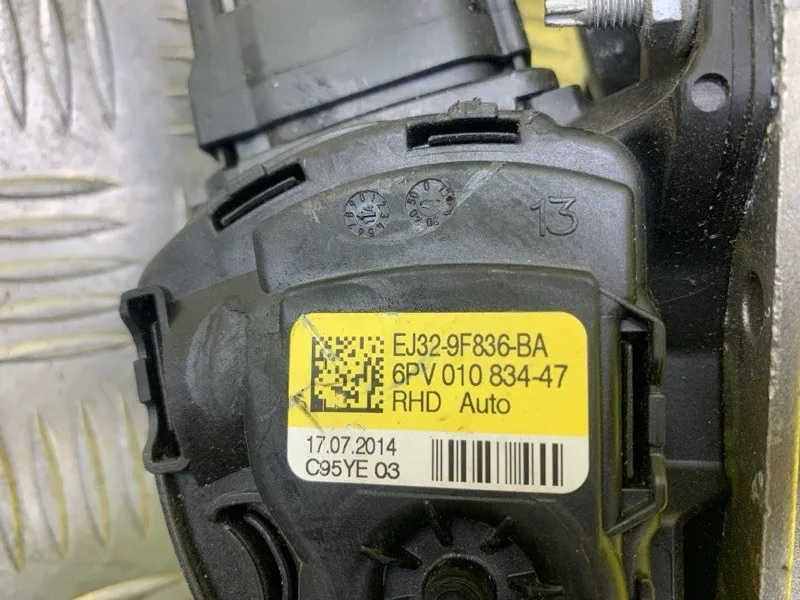 13
EJ32-9F836-BA
6PV 010 834-47
RHD Auto
17.07.2014
C95YE 03